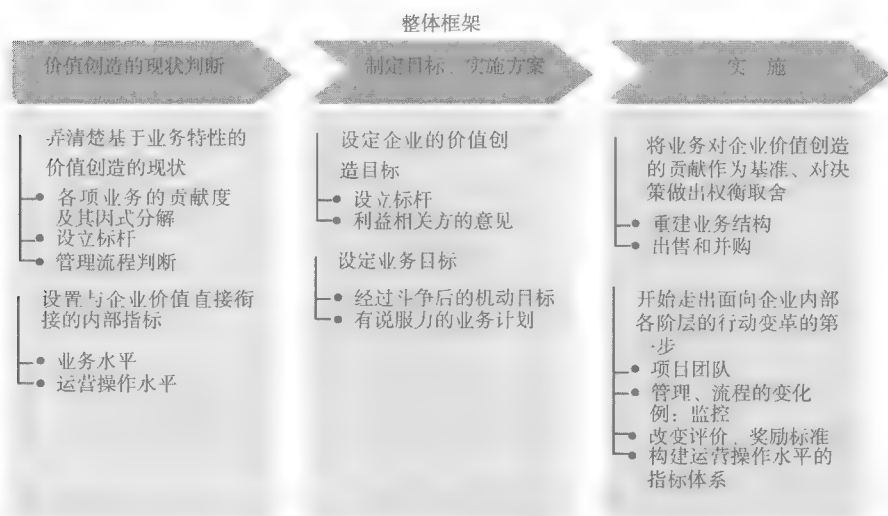 整体框架
价值创造的现状判断
制定目标、实施方案
实 施
弄清楚基于业务特性的
价值创造的现状
各项业务的贡献度
及其因式分解
设立标杆
管理流程判断
设置与企业价值直接衔
接的内部指标
业务水平
运营操作水平
设定企业的价值创
造目标
设立标杆
利益相关方的意见
设定业务目标
经过斗争后的机动目标
有说服力的业务计划
将业务对企业价值创造
的贡献作为基准、对决
策做出权衡取舍
重建业务结构
出售和并购
开始走出面向企业内部
各阶层的行动变革的第
一步
项目团队
管理、流程的变化
例：监控
改变评价、奖励标准
构建运营操作水平的
指标体系